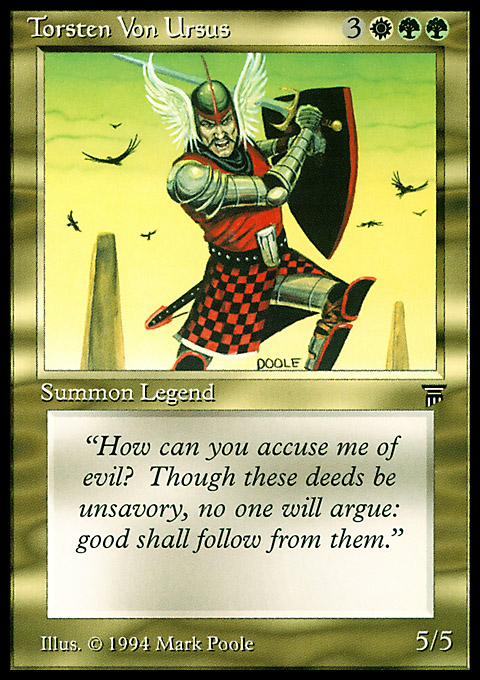 Torsten Von Ursus 3
POOLE
Summon Legend
“How can you accuse me of
evil? Though these deeds be
unsavory, no one will argue:
good shall follow from them.”
Illus. © 1994 Mark Poole 5/5